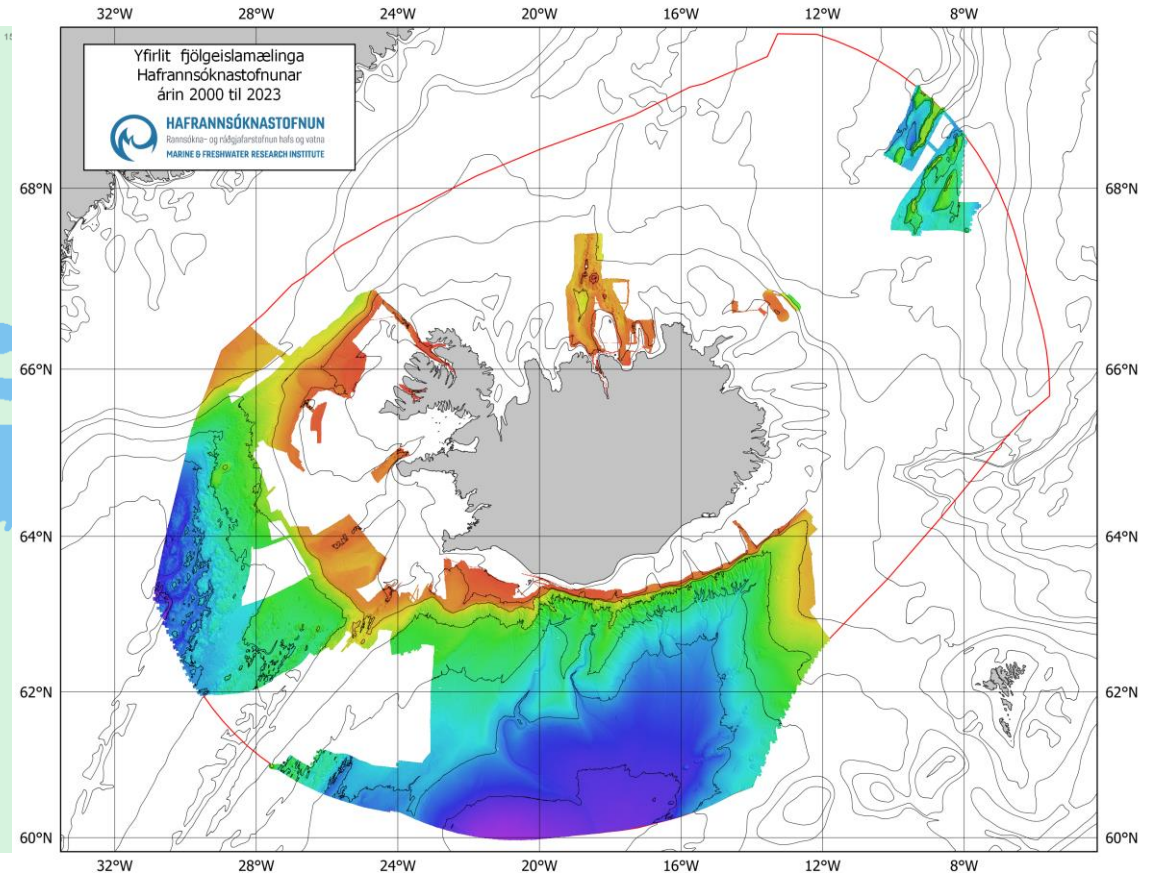 32°W 28°W 24°W 20°W 16°W 12°W 8°W
Yfirlit fjölgeislamælinga
Hafrannsóknastofnunar
árin 2000 til 2023
HAFRANNSÓKNASTOFNUN
Rannsókna- og ráðgjafarstofnun hafs og vatna
MARINE & FRESHWATER RESEARCH INSTITUTE
68°N 68°N
66°N 66°N
64°N 64°N
62°N 62°N
60°N 60°N
32°W 28°W 24°W 20°W 16°W 12°W 8°W